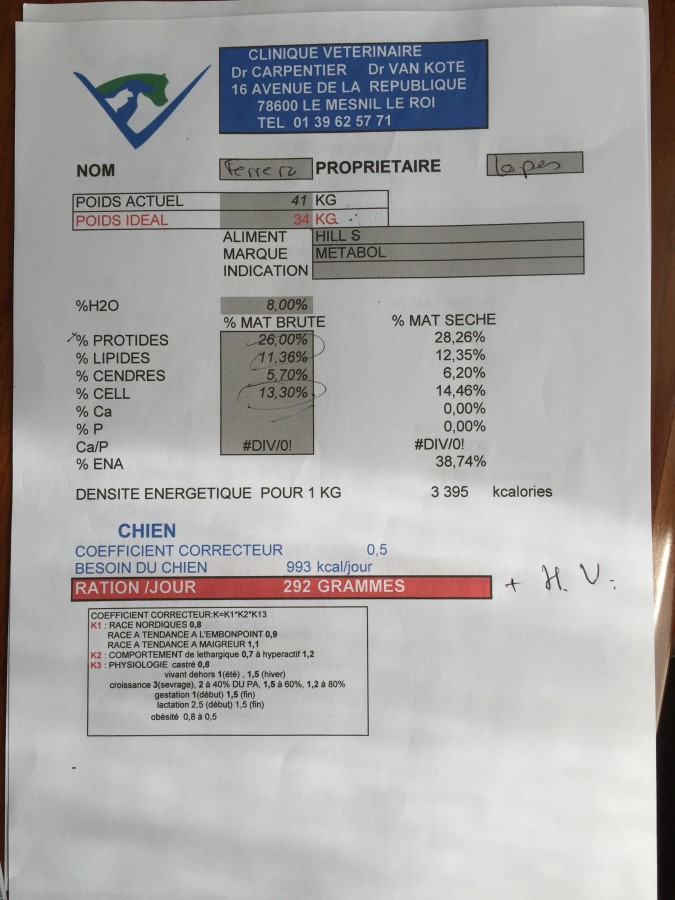 CLINIQUE VETERINAIRE
Dr CARPENTIER Dr VAN KOTE
16 AVENUE DE LA REPUBLIQUE
78600 LE MESNIL LE ROI
TEL 01 39 62 57 71
NOM Ferrero PROPRIETAIRE Lopes
POIDS ACTUEL 41 KG
POIDS IDEAL 34 KG
ALIMENT HILL S
MARQUE METABOL
INDICATION
%H2O 8,00%
% MAT BRUTE % MAT SECHE
% PROTIDES 26,00% 28,26%
% LIPIDES 11,36% 12,35%
% CENDRES 5,70% 6,20%
% CELL 13,30% 14,46%
% Ca 0,00%
% P 0,00%
Ca/P #DIV/0! #DIV/0!
% ENA 38,74%
DENSITE ENERGETIQUE POUR 1 KG 3 395 kcalories
CHIEN
COEFFICIENT CORRECTEUR 0,5
BESOIN DU CHIEN 993 kcal/jour
RATION /JOUR 292 GRAMMES + H. V.
COEFFICIENT CORRECTEUR:K=K1*K2*K13
K1 : RACE NORDIQUES 0,8
RACE A TENDANCE A L'EMBONPOINT 0,9
RACE A TENDANCE A MAIGREUR 1,1
K2 : COMPORTEMENT de lethargique 0,7 à hyperactif 1,2
K3 : PHYSIOLOGIE castré 0,8
vivant dehors 1(été) , 1,5 (hiver)
croissance 3(sevrage), 2 à 40% DU PA, 1,5 à 60%, 1,2 à 80%
gestation 1(début) 1,5 (fin)
lactation 2,5 (début) 1,5 (fin)
obésité 0,8 à 0,5